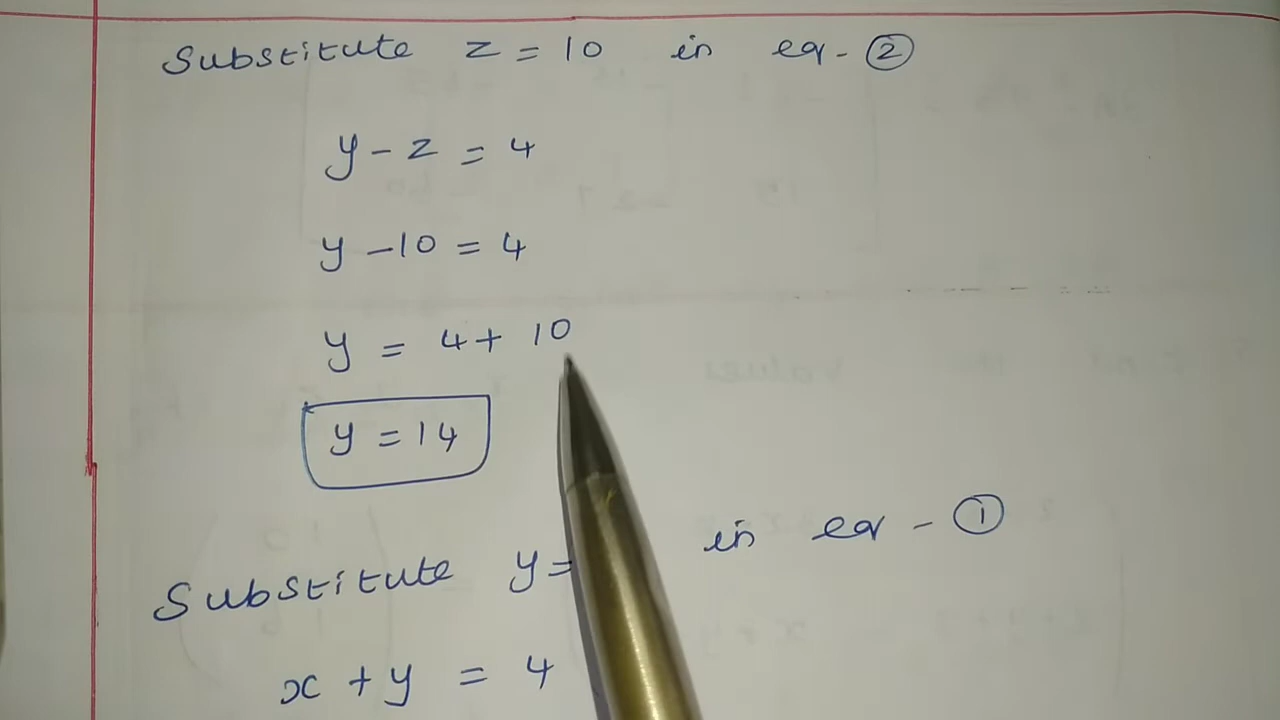 Substitute z = 10 in eq - ②
y - z = 4
y - 10 = 4
y = 4 + 10
y = 14
Substitute y = in eq - ①
x + y = 4